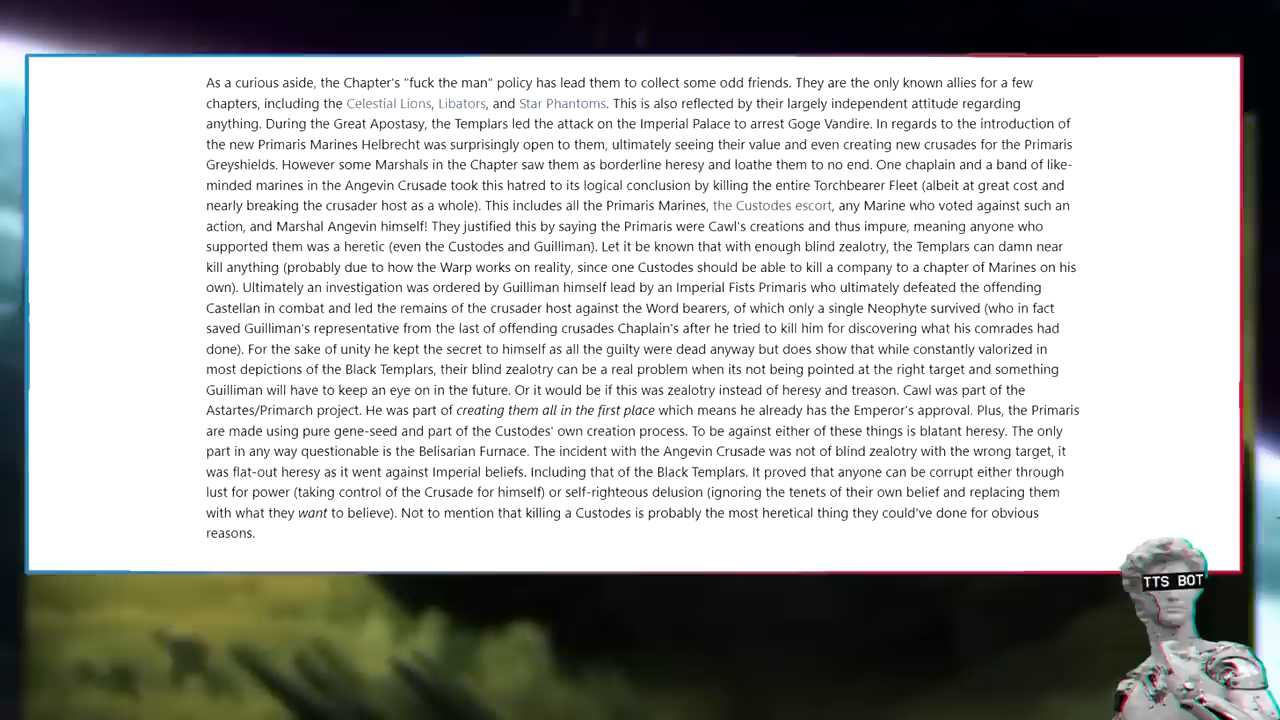 As a curious aside, the Chapter's "fuck the man" policy has lead them to collect some odd friends. They are the only known allies for a few
chapters, including the Celestial Lions, Libators, and Star Phantoms. This is also reflected by their largely independent attitude regarding
anything. During the Great Apostasy, the Templars led the attack on the Imperial Palace to arrest Goge Vandire. In regards to the introduction of
the new Primaris Marines Helbrecht was surprisingly open to them, ultimately seeing their value and even creating new crusades for the Primaris
Greyshields. However some Marshals in the Chapter saw them as borderline heresy and loathe them to no end. One chaplain and a band of like-
minded marines in the Angevin Crusade took this hatred to its logical conclusion by killing the entire Torchbearer Fleet (albeit at great cost and
nearly breaking the crusader host as a whole). This includes all the Primaris Marines, the Custodes escort, any Marine who voted against such an
action, and Marshal Angevin himself! They justified this by saying the Primaris were Cawl's creations and thus impure, meaning anyone who
supported them was a heretic (even the Custodes and Guilliman). Let it be known that with enough blind zealotry, the Templars can damn near
kill anything (probably due to how the Warp works on reality, since one Custodes should be able to kill a company to a chapter of Marines on his
own). Ultimately an investigation was ordered by Guilliman himself lead by an Imperial Fists Primaris who ultimately defeated the offending
Castellan in combat and led the remains of the crusader host against the Word bearers, of which only a single Neophyte survived (who in fact
saved Guilliman's representative from the last of offending crusades Chaplain's after he tried to kill him for discovering what his comrades had
done). For the sake of unity he kept the secret to himself as all the guilty were dead anyway but does show that while constantly valorized in
most depictions of the Black Templars, their blind zealotry can be a real problem when its not being pointed at the right target and something
Guilliman will have to keep an eye on in the future. Or it would be if this was zealotry instead of heresy and treason. Cawl was part of the
Astartes/Primarch project. He was part of creating them all in the first place which means he already has the Emperor's approval. Plus, the Primaris
are made using pure gene-seed and part of the Custodes' own creation process. To be against either of these things is blatant heresy. The only
part in any way questionable is the Belisarian Furnace. The incident with the Angevin Crusade was not of blind zealotry with the wrong target, it
was flat-out heresy as it went against Imperial beliefs. Including that of the Black Templars. It proved that anyone can be corrupt either through
lust for power (taking control of the Crusade for himself) or self-righteous delusion (ignoring the tenets of their own belief and replacing them
with what they want to believe). Not to mention that killing a Custodes is probably the most heretical thing they could've done for obvious
reasons.
TTS BOT